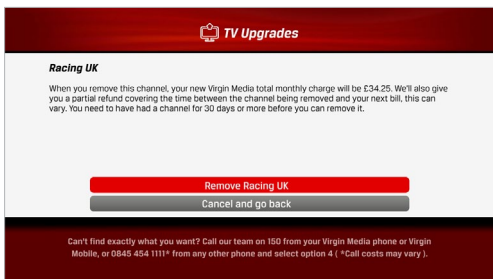 TV Upgrades
Racing UK
When you remove this channel, your new Virgin Media total monthly charge will be £34.25. We'll also give
you a partial refund covering the time between the channel being removed and your next bill, this can
vary. You need to have had a channel for 30 days or more before you can remove it.
Remove Racing UK
Cancel and go back
Can't find exactly what you want? Call our team on 150 from your Virgin Media phone or Virgin
Mobile, or 0845 454 1111* from any other phone and select option 4 ( *Call costs may vary ).